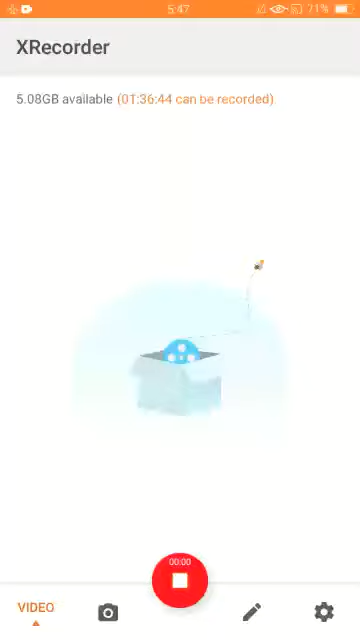 5:47
71%
XRecorder
5.08GB available (01:36:44 can be recorded)
00:00
VIDEO